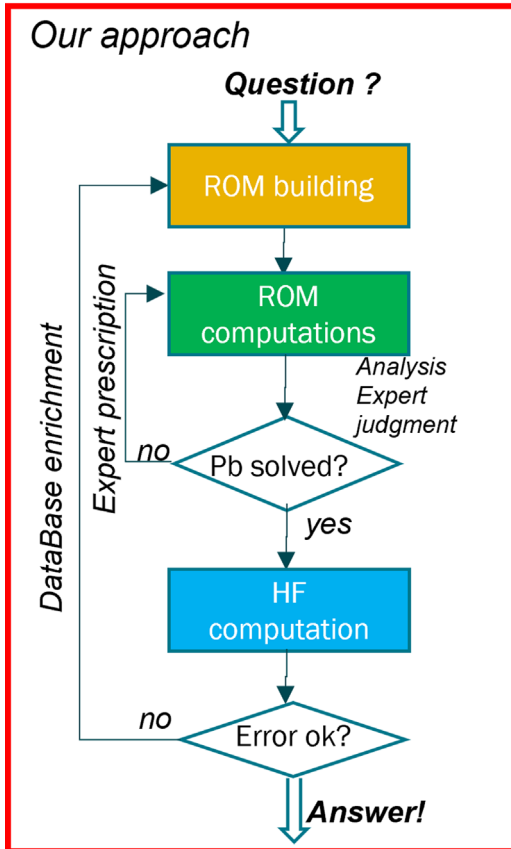 Our approach
Question ?
ROM building
ROM
computations
Analysis
Expert
judgment
Expert prescription
DataBase enrichment
no
Pb solved?
yes
HF
computation
no
Error ok?
Answer!